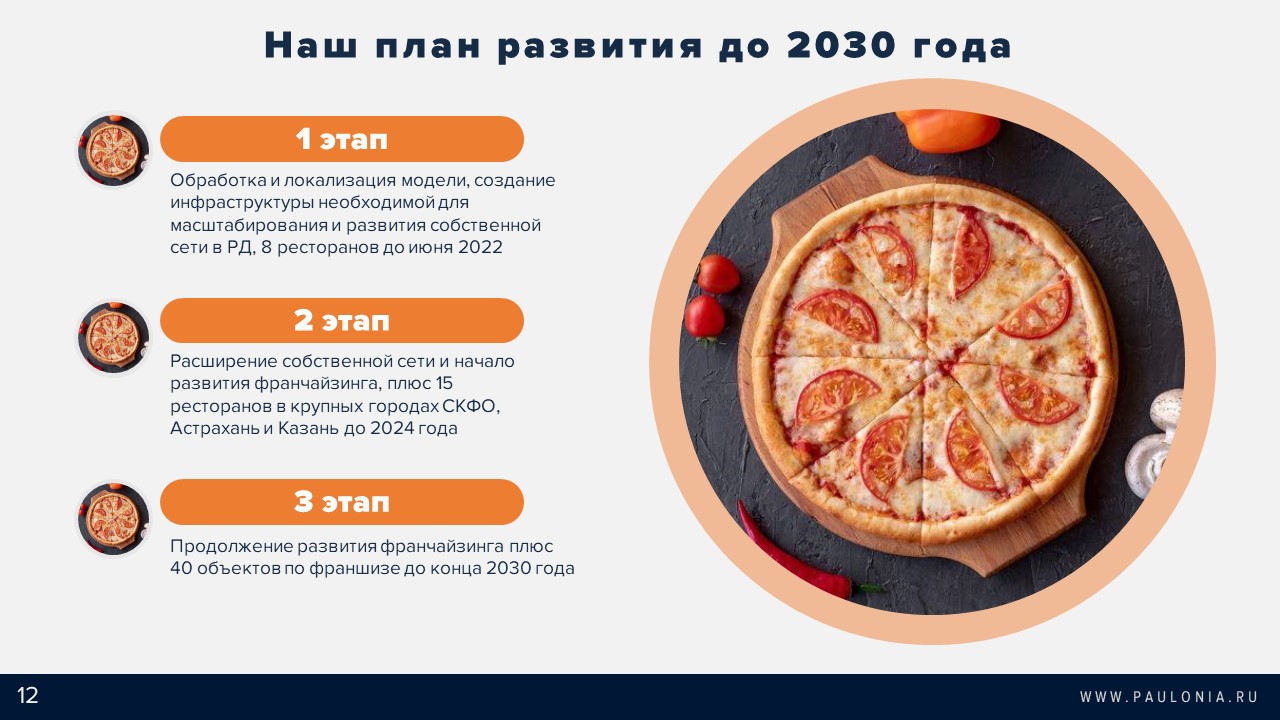 Наш план развития до 2030 года
1 этап
Обработка и локализация модели, создание
инфраструктуры необходимой для
масштабирования и развития собственной
сети в РД, 8 ресторанов до июня 2022
2 этап
Расширение собственной сети и начало
развития франчайзинга, плюс 15
ресторанов в крупных городах СКФО,
Астрахань и Казань до 2024 года
3 этап
Продолжение развития франчайзинга плюс
40 объектов по франшизе до конца 2030 года
12
WWW.PAULONIA.RU